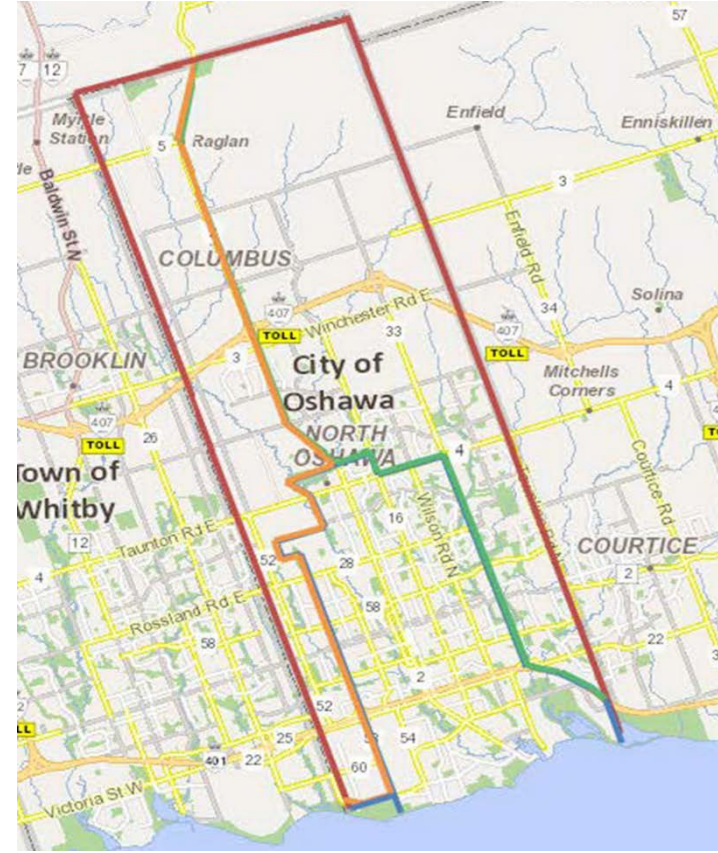 57
7 12
Myrtle
Station
Enfield
Enniskillen
5
Raglan
3
Baldwin St N
Enfield Rd
COLUMBUS
407
Solina
TOLL
Winchester Rd E
33
34
407
TOLL
3
BROOKLIN
City of
Oshawa
Mitchells
Corners
4
407
TOLL
26
NORTH
OSHAWA
4
Town of
Whitby
Wilson Rd N
Courtice Rd
16
12
Taunton Rd E
COURTICE
52
28
2
4
Rossland Rd E
58
58
22
2
52
25
54
401
22
60
Victoria St W